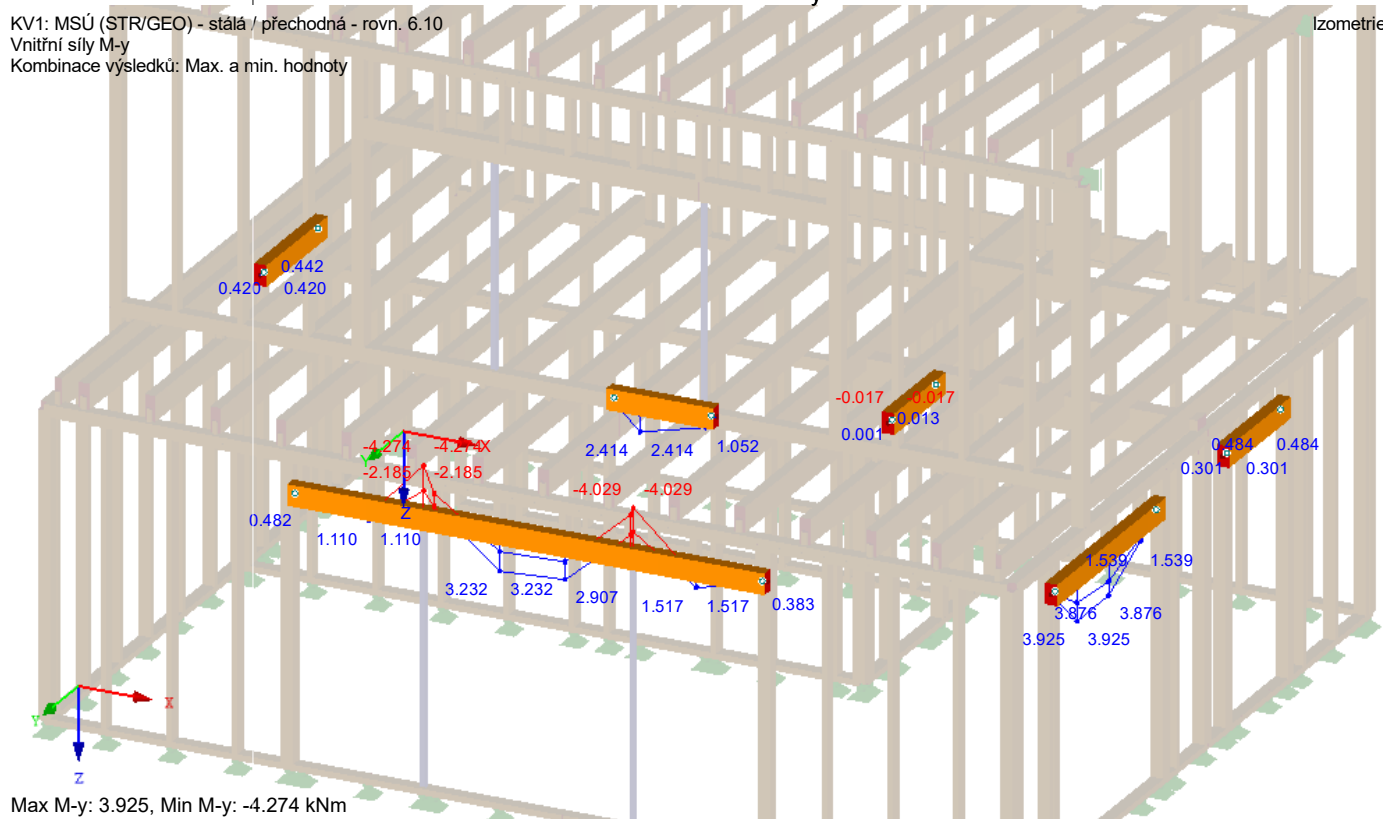 KV1: MSÚ (STR/GEO) - stálá / přechodná - rovn. 6.10
Izometrie
Vnitřní síly M-y
Kombinace výsledků: Max. a min. hodnoty
0.442
0.420 0.420
-0.017 -0.017
0.013
0.001
2.414 2.414 1.052
0.484 0.484
0.301 0.301
-4.274 -4.274 X
Y
-2.185 -2.185
-4.029 -4.029
Z
0.482
1.110 1.110
1.539 1.539
3.232 3.232 2.907 1.517 1.517 0.383
3.876 3.876
3.925 3.925
X
Y
Z
Max M-y: 3.925, Min M-y: -4.274 kNm